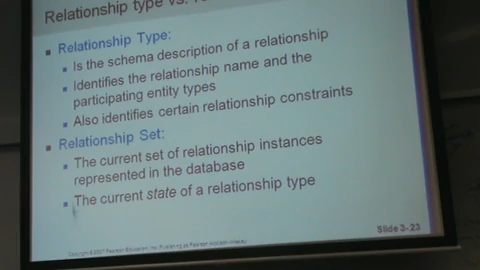 Relationship type vs.
Relationship Type:
Is the schema description of a relationship
Identifies the relationship name and the
participating entity types
Also identifies certain relationship constraints
Relationship Set:
The current set of relationship instances
represented in the database
The current state of a relationship type
Copyright © 2007 Pearson Education, Inc. Publishing as Pearson Addison-Wesley
Slide 3- 23